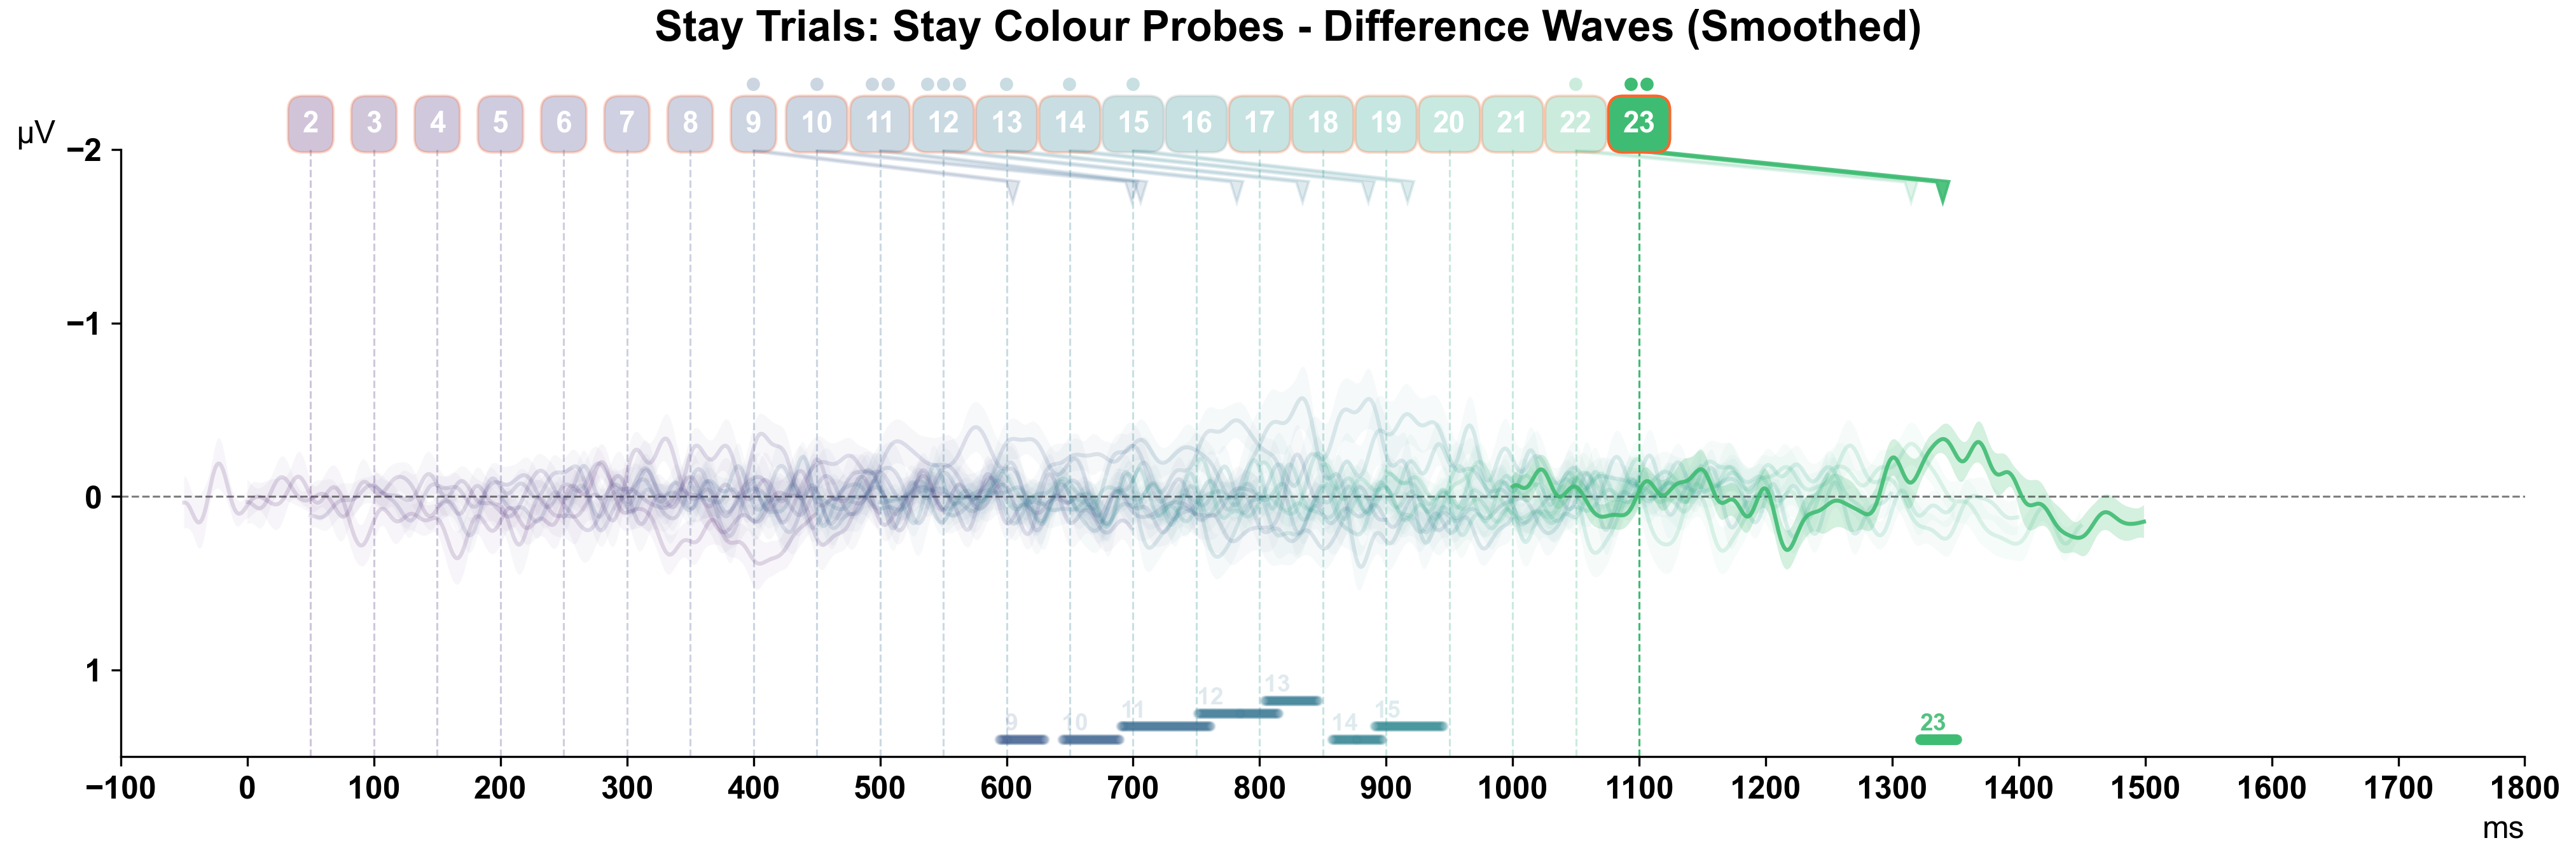 Stay Trials: Stay Colour Probes - Difference Waves (Smoothed)
2 3 4 5 6 7 8 9 10 11 12 13 14 15 16 17 18 19 20 21 22 23
µV
−2
−1
0
1
13
12
11
15
9 10 14 23
−100 0 100 200 300 400 500 600 700 800 900 1000 1100 1200 1300 1400 1500 1600 1700 1800
ms